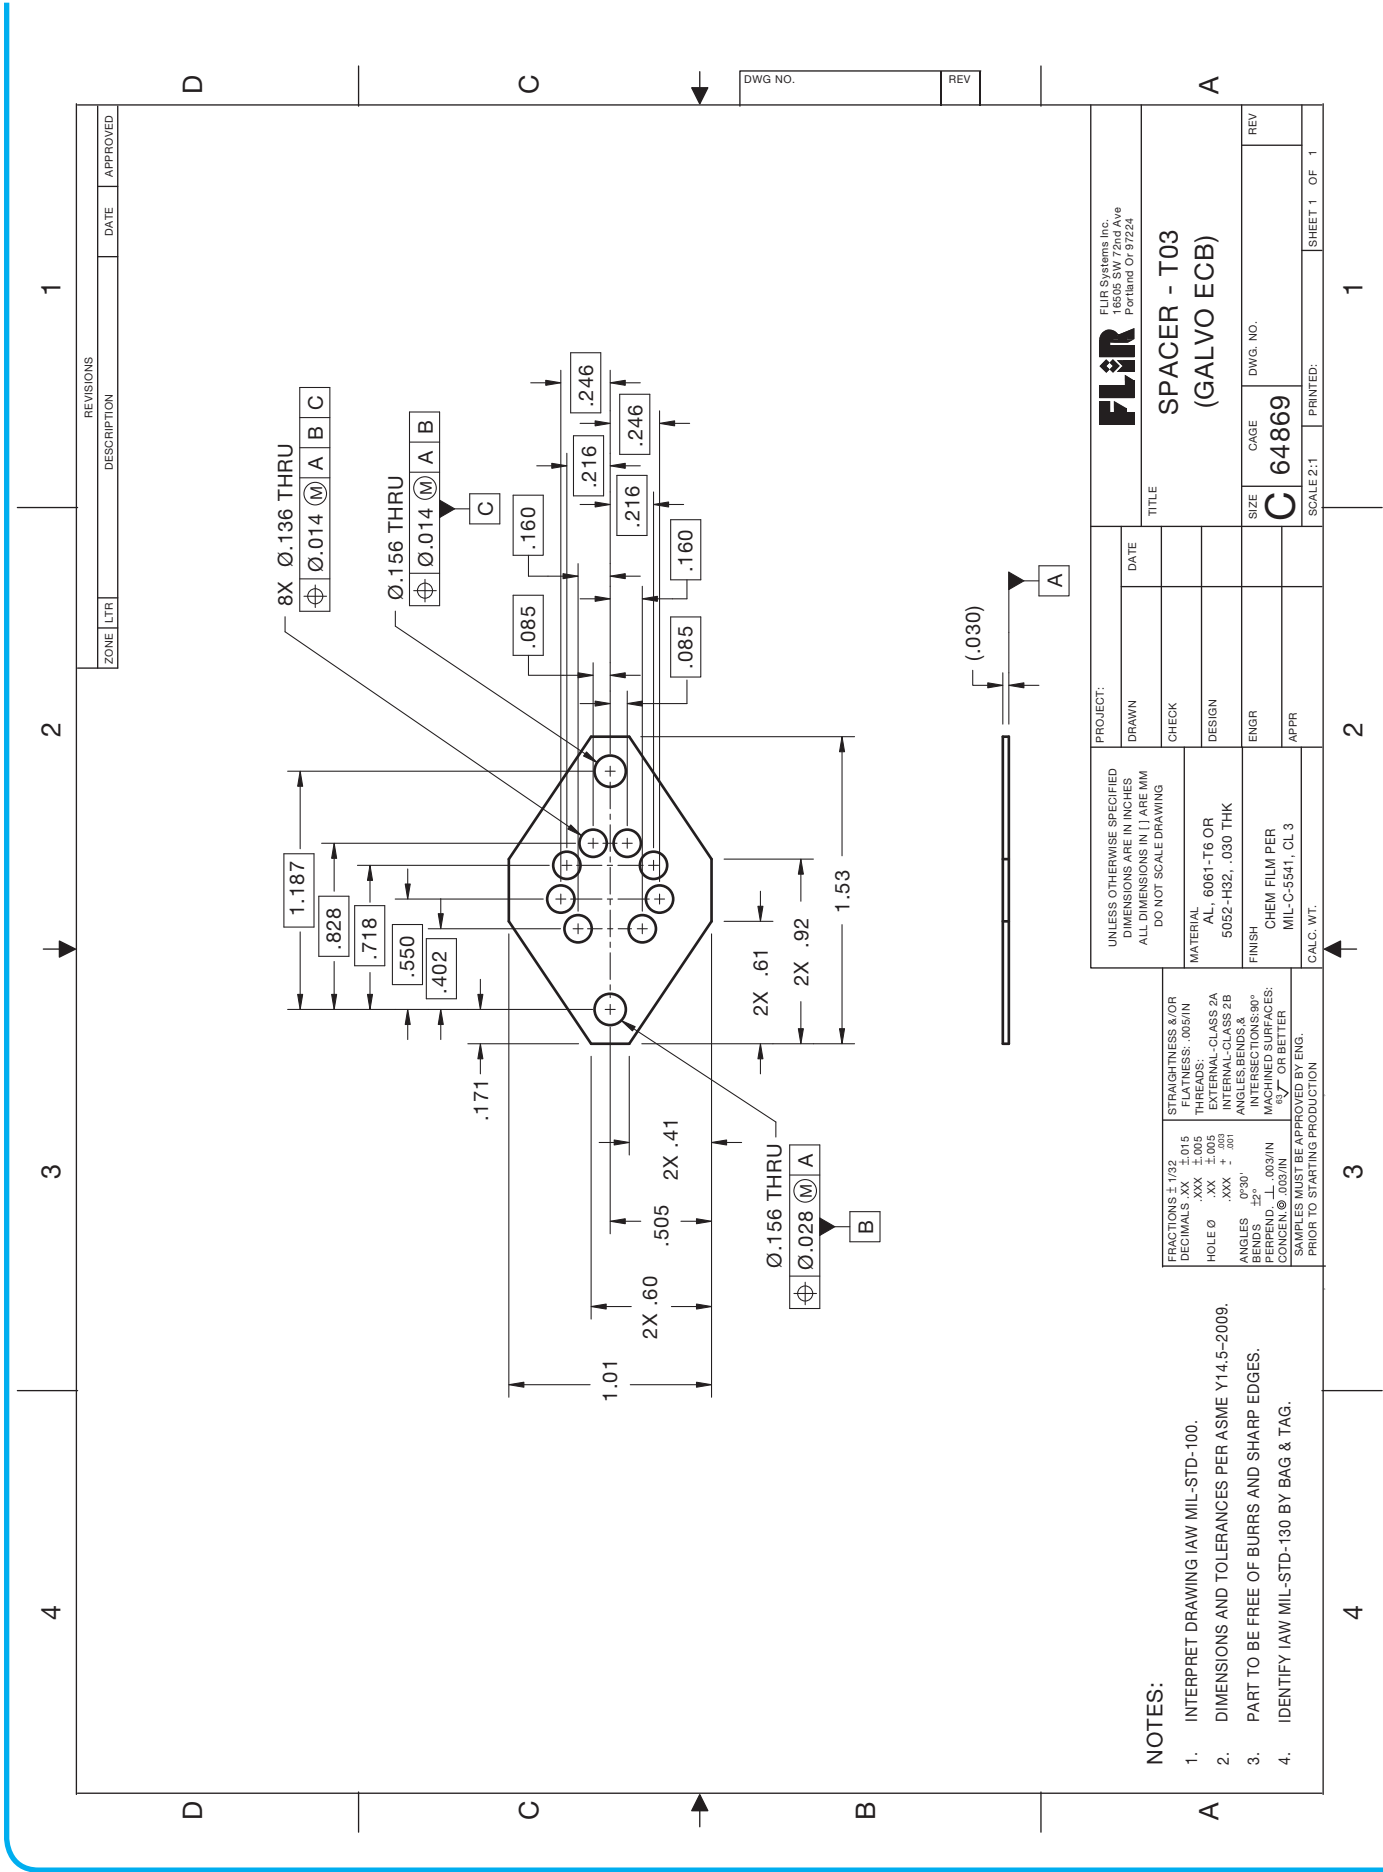 4
3
2
1
D
C
B
A
D
C
A
4
3
2
1
DWG NO.
REV
REVISIONS
ZONE
LTR
DESCRIPTION
DATE
APPROVED
8X Ø.136 THRU
Ø.014 Ⓜ A B C
Ø.156 THRU
Ø.014 Ⓜ A B
C
1.187
.828
.718
.550
.402
.171
.085
.160
.216
.246
.085
.160
.216
.246
1.01
2X .60
.505
2X .41
2X .61
2X .92
1.53
Ø.156 THRU
Ø.028 Ⓜ A
B
(.030)
A
NOTES:
1. INTERPRET DRAWING IAW MIL-STD-100.
2. DIMENSIONS AND TOLERANCES PER ASME Y14.5–2009.
3. PART TO BE FREE OF BURRS AND SHARP EDGES.
4. IDENTIFY IAW MIL-STD-130 BY BAG & TAG.
FRACTIONS ± 1/32
DECIMALS .XX ±.015
.XXX ±.005
HOLE Ø .XX ±.005
.XXX + .003
- .001
ANGLES 0°30'
BENDS ±2°
PERPEND. ⊥ .003/IN
CONCEN. ◎ .003/IN
STRAIGHTNESS &/OR
FLATNESS: .005/IN
THREADS:
EXTERNAL-CLASS 2A
INTERNAL-CLASS 2B
ANGLES,BENDS,&
INTERSECTIONS:90°
MACHINED SURFACES:
63 OR BETTER
SAMPLES MUST BE APPROVED BY ENG.
PRIOR TO STARTING PRODUCTION
UNLESS OTHERWISE SPECIFIED
DIMENSIONS ARE IN INCHES
ALL DIMENSIONS IN [ ] ARE MM
DO NOT SCALE DRAWING
MATERIAL
AL, 6061-T6 OR
5052-H32, .030 THK
FINISH
CHEM FILM PER
MIL-C-5541, CL 3
CALC. WT.
PROJECT:
DRAWN
DATE
CHECK
DESIGN
ENGR
APPR
FLIR
FLIR Systems Inc.
16505 SW 72nd Ave
Portland Or 97224
TITLE
SPACER - T03
(GALVO ECB)
SIZE
C
CAGE
64869
DWG. NO.
REV
SCALE 2:1
PRINTED:
SHEET 1 OF 1